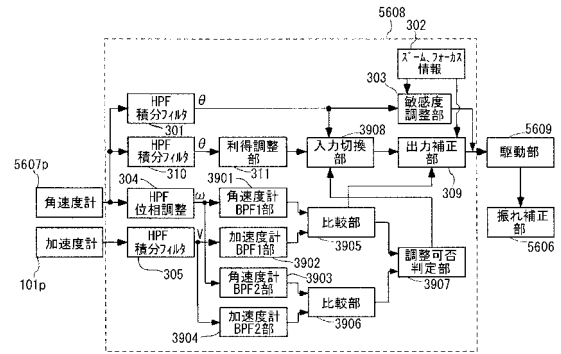 5608
302
ズーム、フォーカス
情報
303
HPF
積分フィルタ
θ
敏感度
調整部
301
3908
HPF
積分フィルタ
θ
利得調整
部
入力切換
部
出力補正
部
5609
駆動部
5607p
310
311
309
304
3901
角速度計
HPF
位相調整
ω
角速度計
BPF1部
比較部
振れ補正
部
加速度計
HPF
積分フィルタ
V
加速度計
BPF1部
3905
調整可否
判定部
5606
101p
305
3902
3903
3907
角速度計
BPF2部
比較部
3904
加速度計
BPF2部
3906